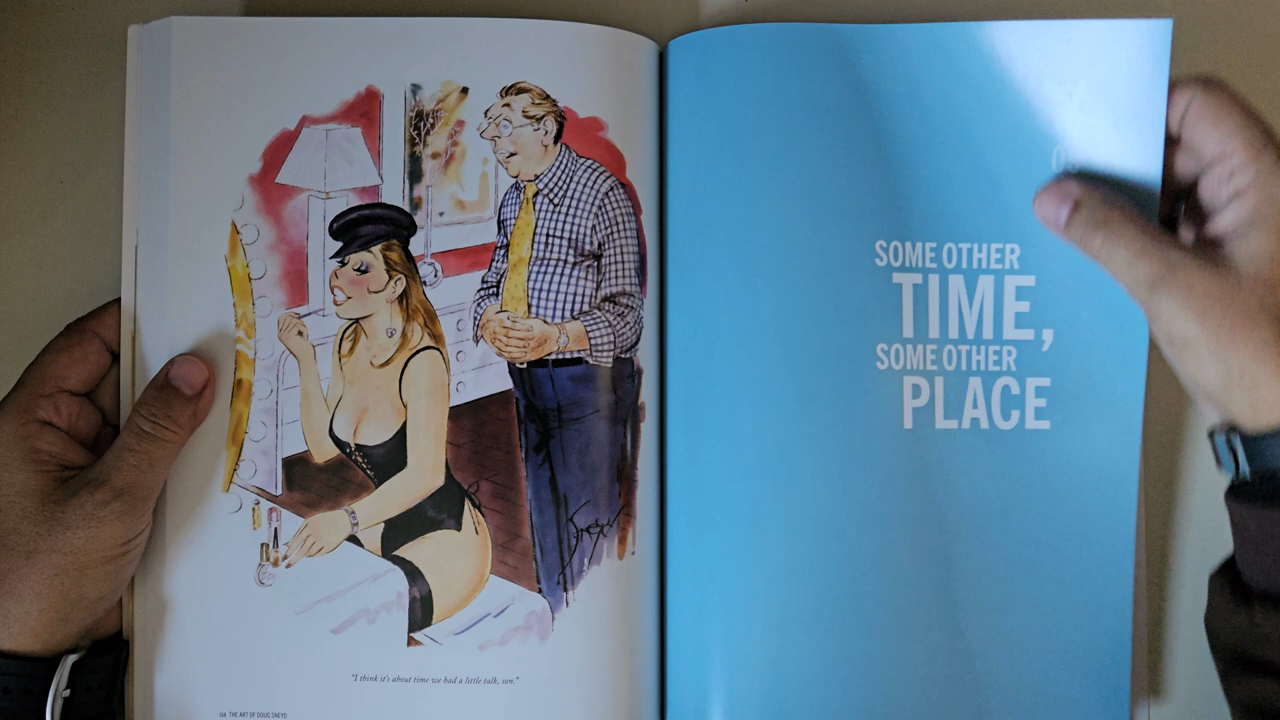 Sneyd
"I think it's about time we had a little talk, son."
THE ART OF DOUG SNEYD
SOME OTHER
TIME,
SOME OTHER
PLACE